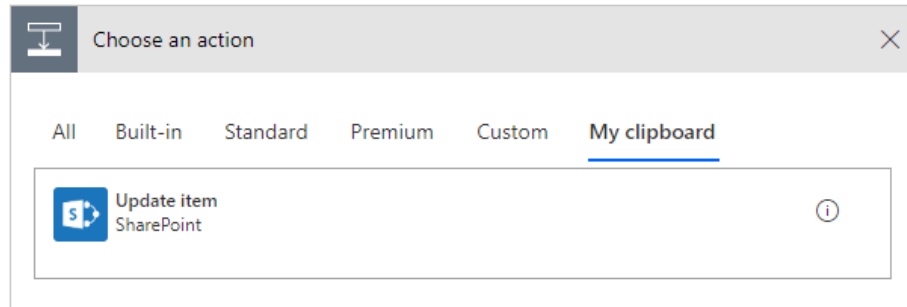 Choose an action
All Built-in Standard Premium Custom My clipboard
Update item
SharePoint